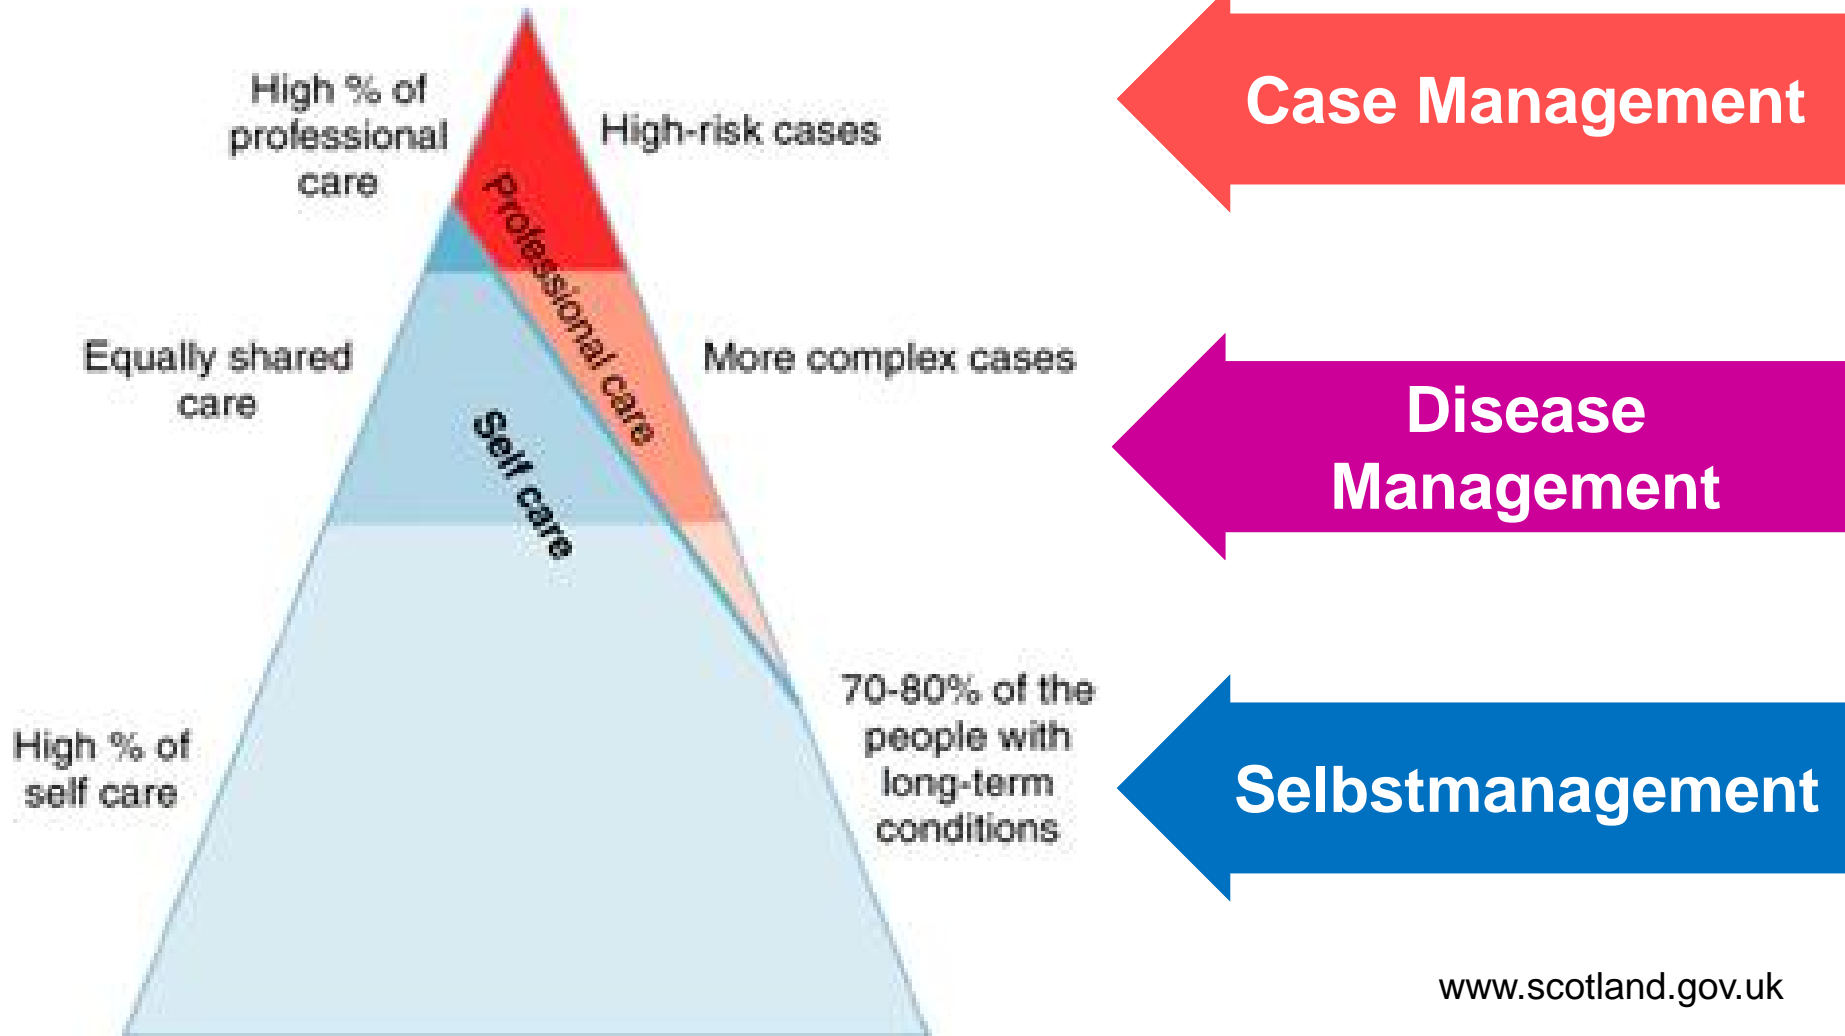 High % of
professional
care
High-risk cases
Case Management
Professional care
Equally shared
care
More complex cases
Disease
Management
Self care
High % of
self care
70-80% of the
people with
long-term
conditions
Selbstmanagement
www.scotland.gov.uk